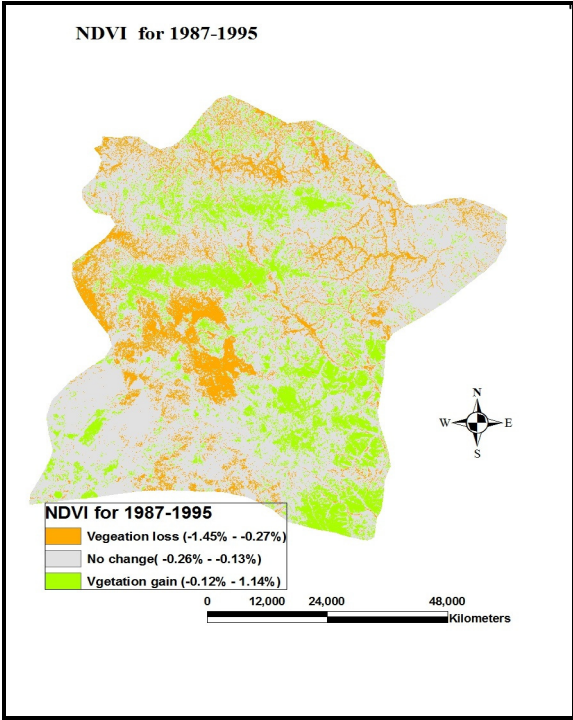 NDVI for 1987-1995
N
W E
S
NDVI for 1987-1995
Vegeation loss (-1.45% - -0.27%)
No change( -0.26% - -0.13%)
Vgetation gain (-0.12% - 1.14%)
0 12,000 24,000 48,000
Kilometers